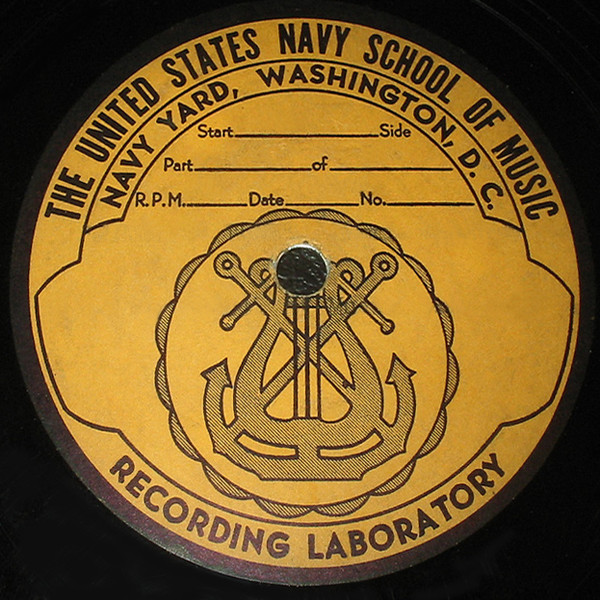 THE UNITED STATES NAVY SCHOOL OF MUSIC
NAVY YARD, WASHINGTON, D. C.
Start Side
Part of
R.P.M. Date No.
RECORDING LABORATORY